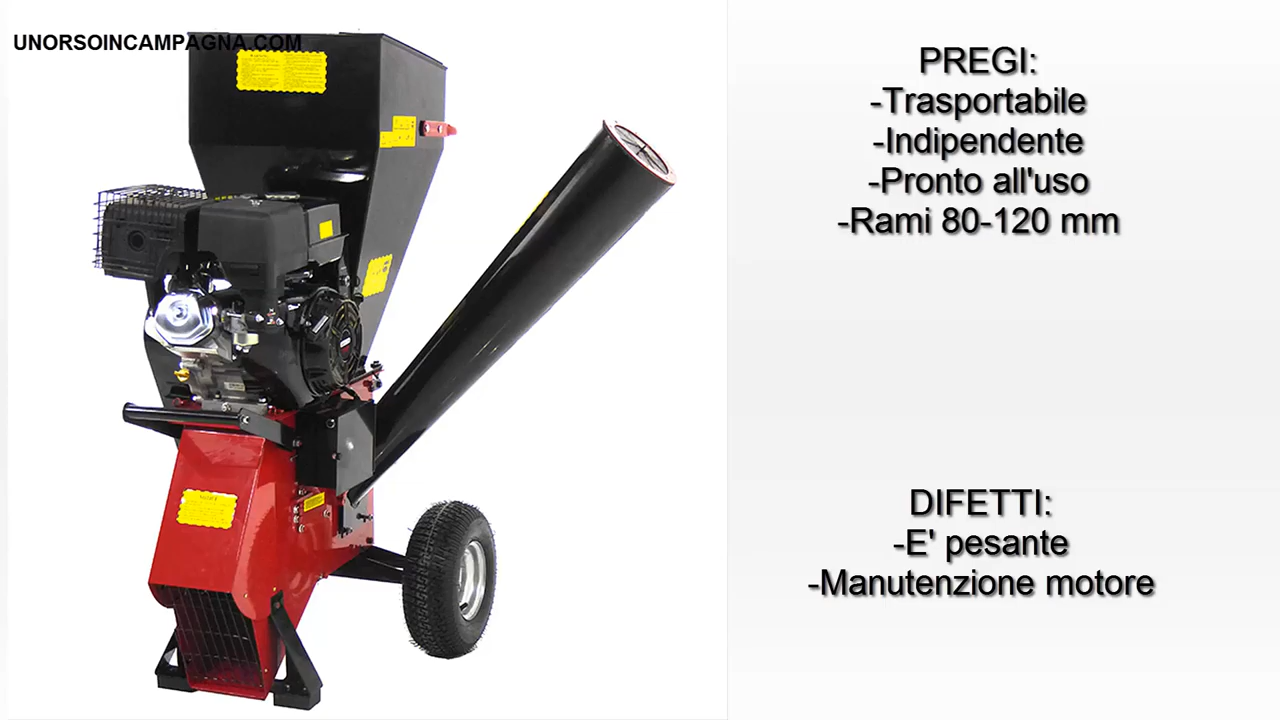 UNORSOINCAMPAGNA.COM
PREGI:
-Trasportabile
-Indipendente
-Pronto all'uso
-Rami 80-120 mm
DIFETTI:
-E' pesante
-Manutenzione motore